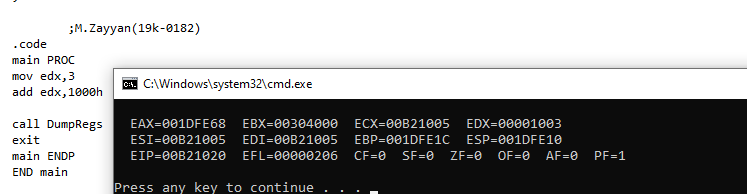 ;M.Zayyan(19k-0182)
.code
main PROC
mov edx,3
add edx,1000h
call DumpRegs
exit
main ENDP
END main
C:\Windows\system32\cmd.exe
EAX=001DFE68 EBX=00304000 ECX=00B21005 EDX=00001003
ESI=00B21005 EDI=00B21005 EBP=001DFE1C ESP=001DFE10
EIP=00B21020 EFL=00000206 CF=0 SF=0 ZF=0 OF=0 AF=0 PF=1
Press any key to continue . . .